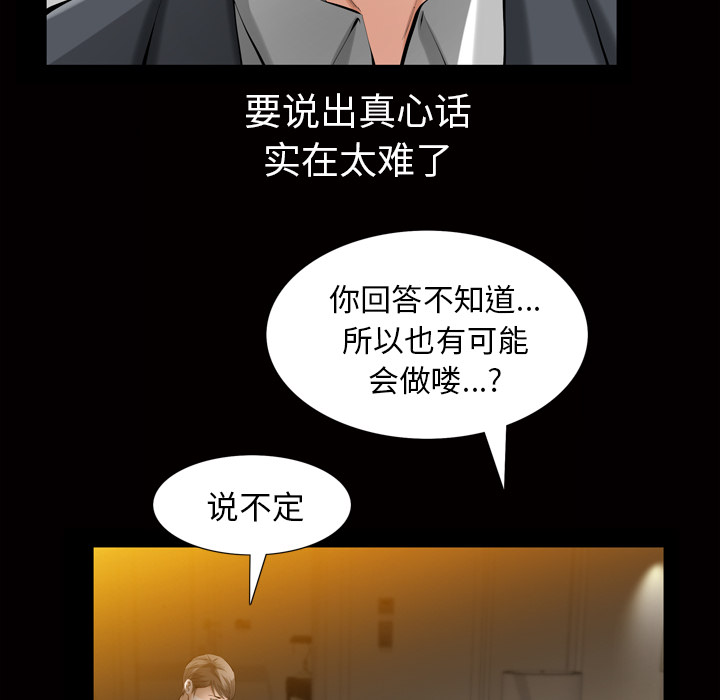 要说出真心话
实在太难了
你回答不知道...
所以也有可能
会做喽...?
说不定